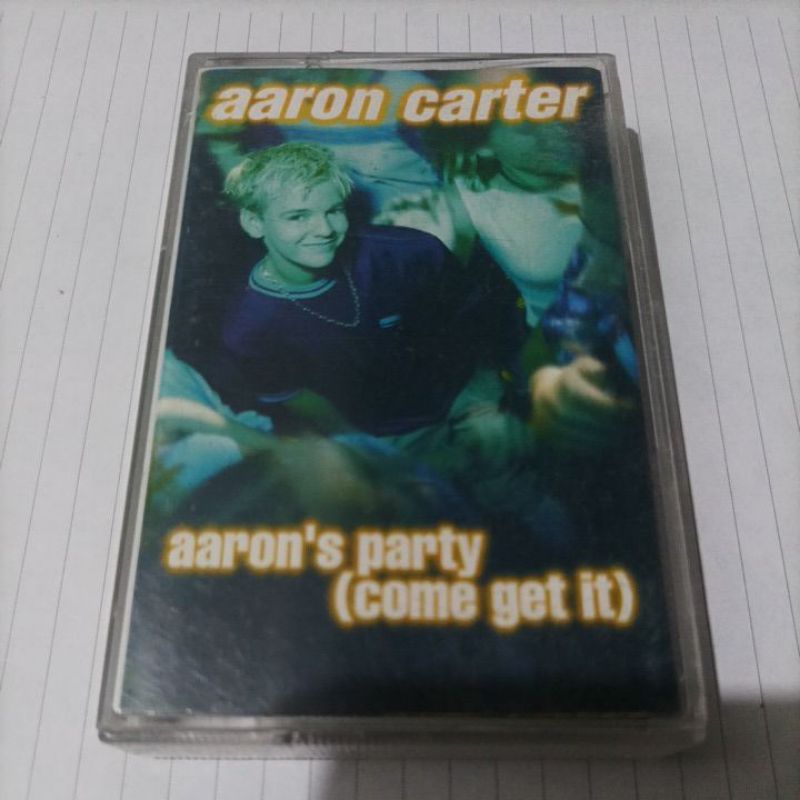 aaron carter
aaron's party
(come get it)